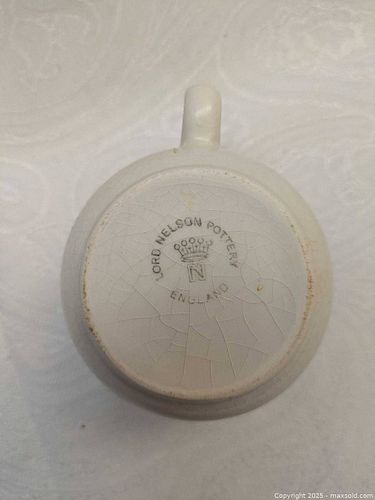 LORD NELSON POTTERY
N
ENGLAND
Copyright 2025 - maxsold.com